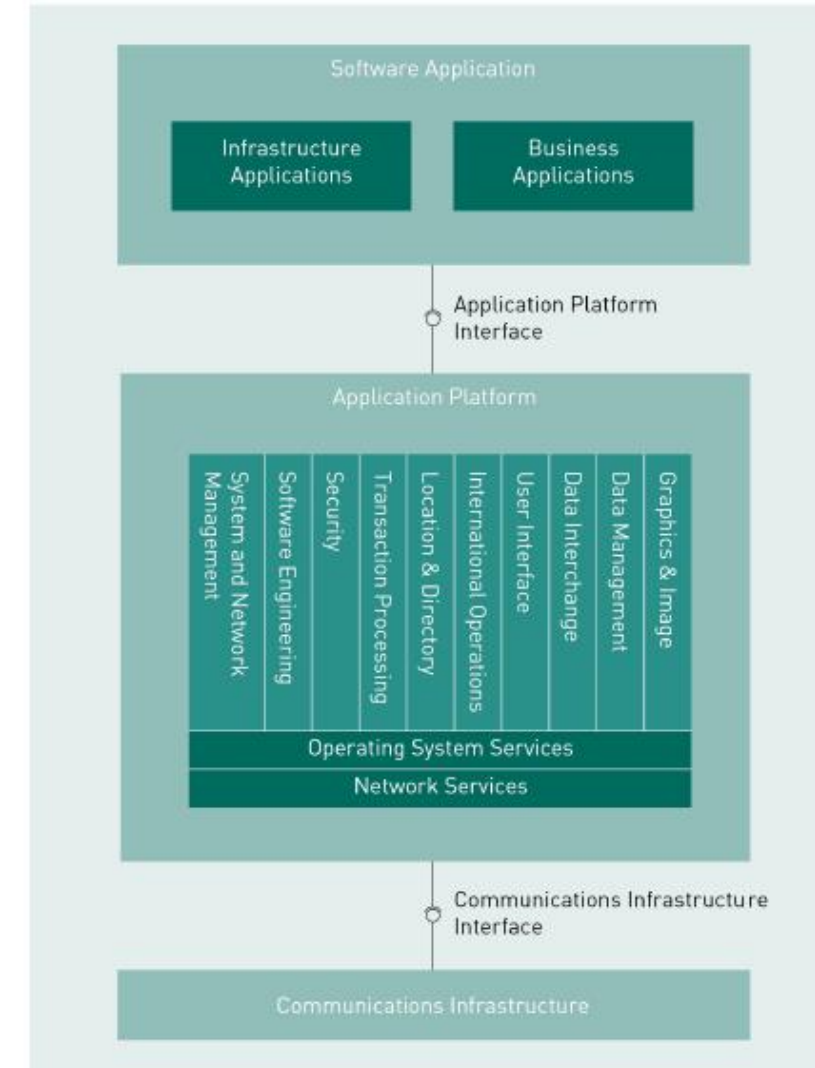 Software Application
Infrastructure
Applications
Business
Applications
Application Platform
Interface
Application Platform
System and Network
Management
Software Engineering
Security
Transaction Processing
Location & Directory
International Operations
User Interface
Data Interchange
Data Management
Graphics & Image
Operating System Services
Network Services
Communications Infrastructure
Interface
Communications Infrastructure